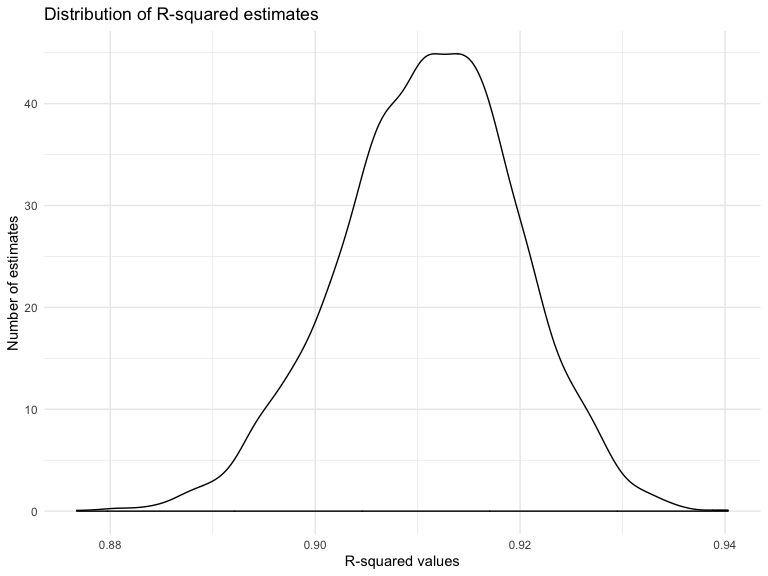 Distribution of R-squared estimates
Number of estimates
40
30
20
10
0
0.88 0.90 0.92 0.94
R-squared values